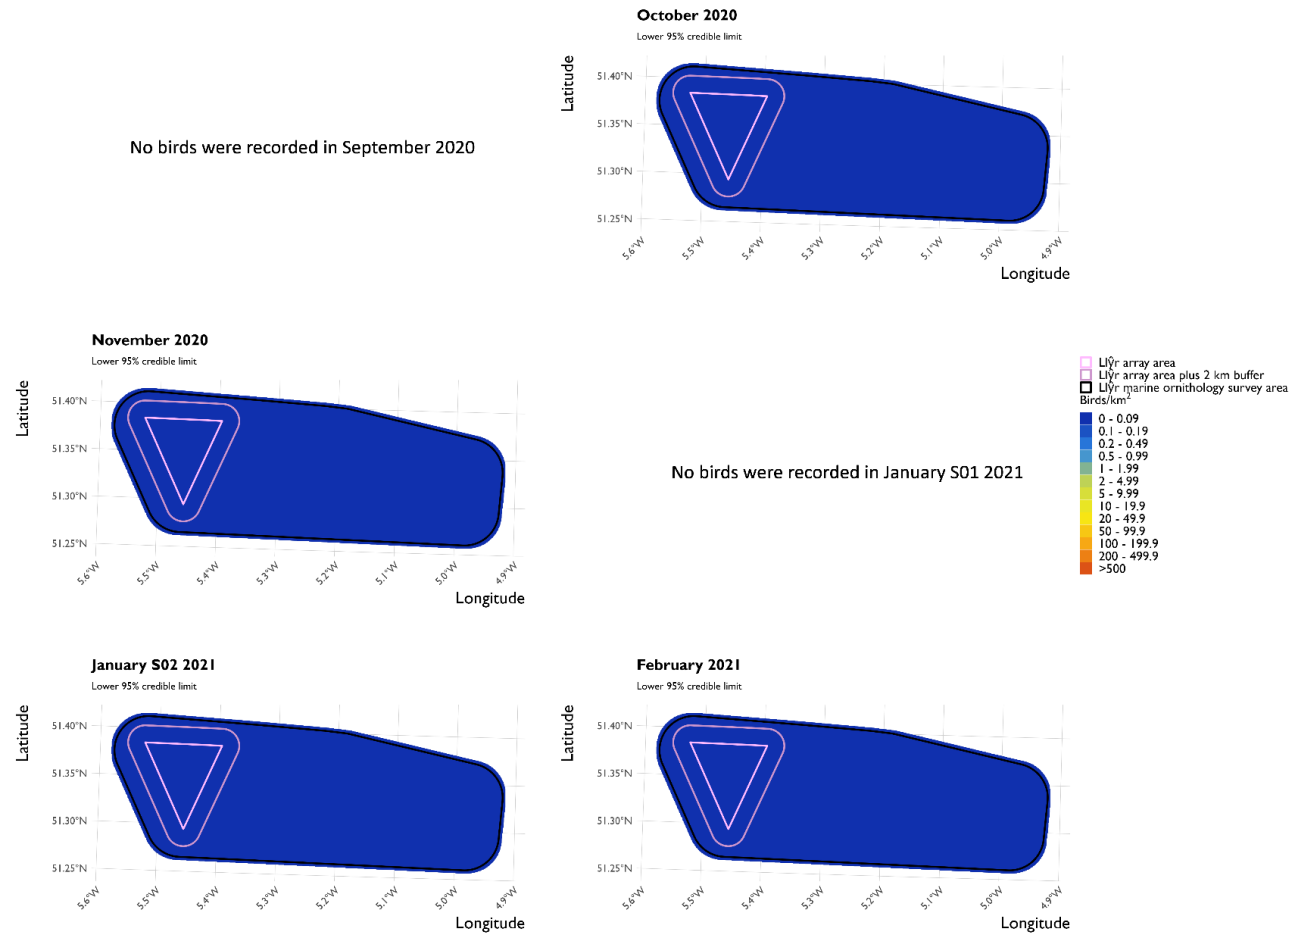 October 2020
Lower 95% credible limit
Latitude
51.40°N
51.35°N
51.30°N
51.25°N
5.6°W
5.5°W
5.4°W
5.3°W
5.2°W
5.1°W
5.0°W
4.9°W
Longitude
No birds were recorded in September 2020
November 2020
Lower 95% credible limit
Latitude
51.40°N
51.35°N
51.30°N
51.25°N
5.6°W
5.5°W
5.4°W
5.3°W
5.2°W
5.1°W
5.0°W
4.9°W
Longitude
No birds were recorded in January S01 2021
Llŷr array area
Llŷr array area plus 2 km buffer
Llŷr marine ornithology survey area
Birds/km²
0 - 0.09
0.1 - 0.19
0.2 - 0.49
0.5 - 0.99
1 - 1.99
2 - 4.99
5 - 9.99
10 - 19.9
20 - 49.9
50 - 99.9
100 - 199.9
200 - 499.9
>500
January S02 2021
Lower 95% credible limit
Latitude
51.40°N
51.35°N
51.30°N
51.25°N
5.6°W
5.5°W
5.4°W
5.3°W
5.2°W
5.1°W
5.0°W
4.9°W
Longitude
February 2021
Lower 95% credible limit
Latitude
51.40°N
51.35°N
51.30°N
51.25°N
5.6°W
5.5°W
5.4°W
5.3°W
5.2°W
5.1°W
5.0°W
4.9°W
Longitude